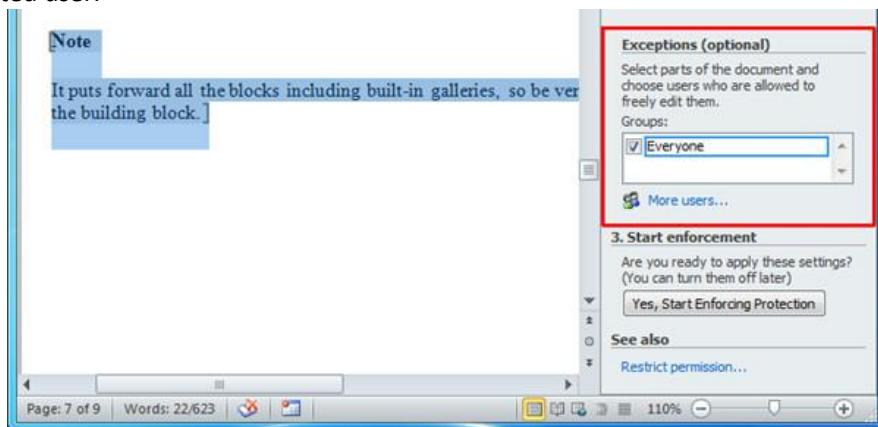 Note
It puts forward all the blocks including built-in galleries, so be ver
the building block.
Exceptions (optional)
Select parts of the document and
choose users who are allowed to
freely edit them.
Groups:
Everyone
More users...
3. Start enforcement
Are you ready to apply these settings?
(You can turn them off later)
Yes, Start Enforcing Protection
See also
Restrict permission...
Page: 7 of 9 Words: 22/623 110%